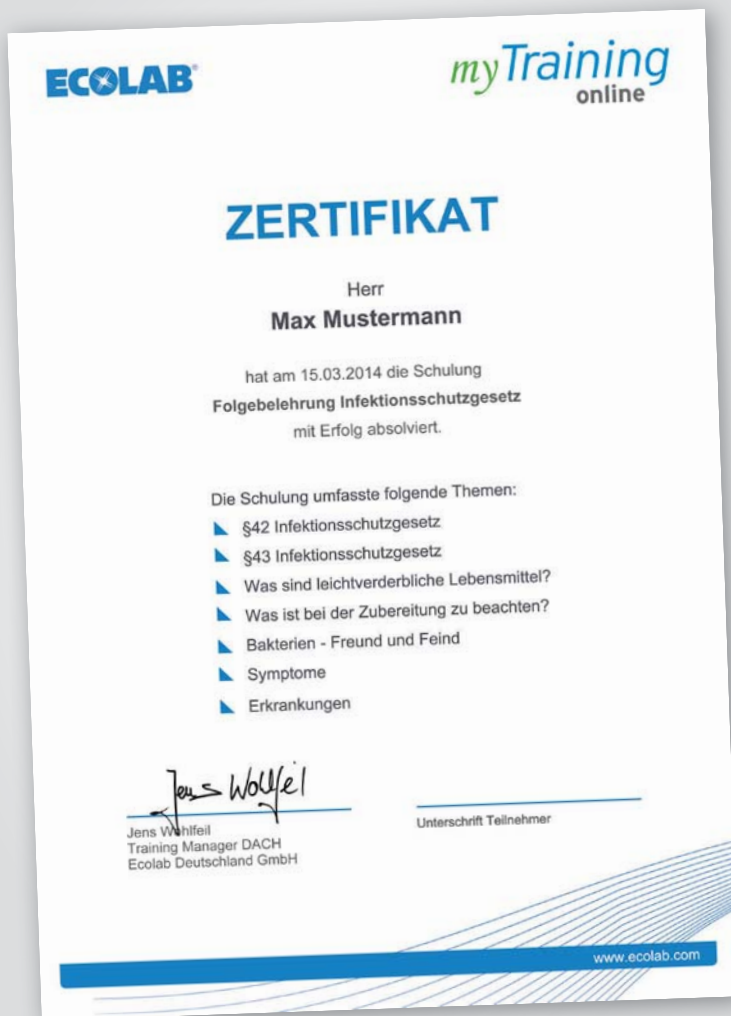 ECOLAB®
myTraining
online
ZERTIFIKAT
Herr
Max Mustermann
hat am 15.03.2014 die Schulung
Folgebelehrung Infektionsschutzgesetz
mit Erfolg absolviert.
Die Schulung umfasste folgende Themen:
§42 Infektionsschutzgesetz
§43 Infektionsschutzgesetz
Was sind leichtverderbliche Lebensmittel?
Was ist bei der Zubereitung zu beachten?
Bakterien - Freund und Feind
Symptome
Erkrankungen
Jens Wohlfeil
Jens Wohlfeil
Training Manager DACH
Ecolab Deutschland GmbH
Unterschrift Teilnehmer
www.ecolab.com